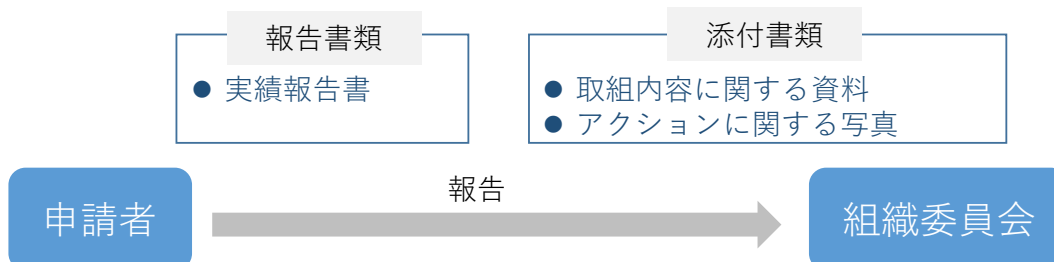 報告書類
添付書類
● 実績報告書
● 取組内容に関する資料
● アクションに関する写真
報告
申請者
組織委員会